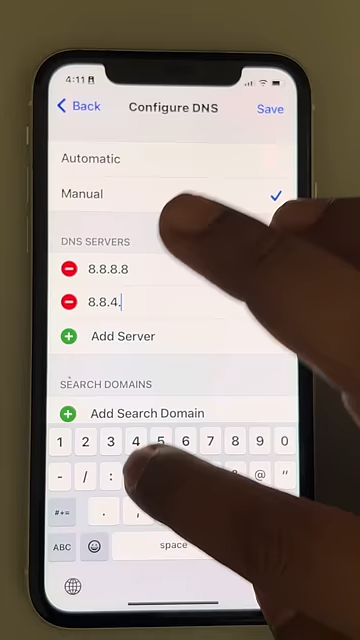 4:11
Back Configure DNS Save
Automatic
Manual
DNS SERVERS
8.8.8.8
8.8.4.
Add Server
SEARCH DOMAINS
Add Search Domain
1 2 3 4 5 6 7 8 9 0
- / : @ "
#+= . ,
ABC space